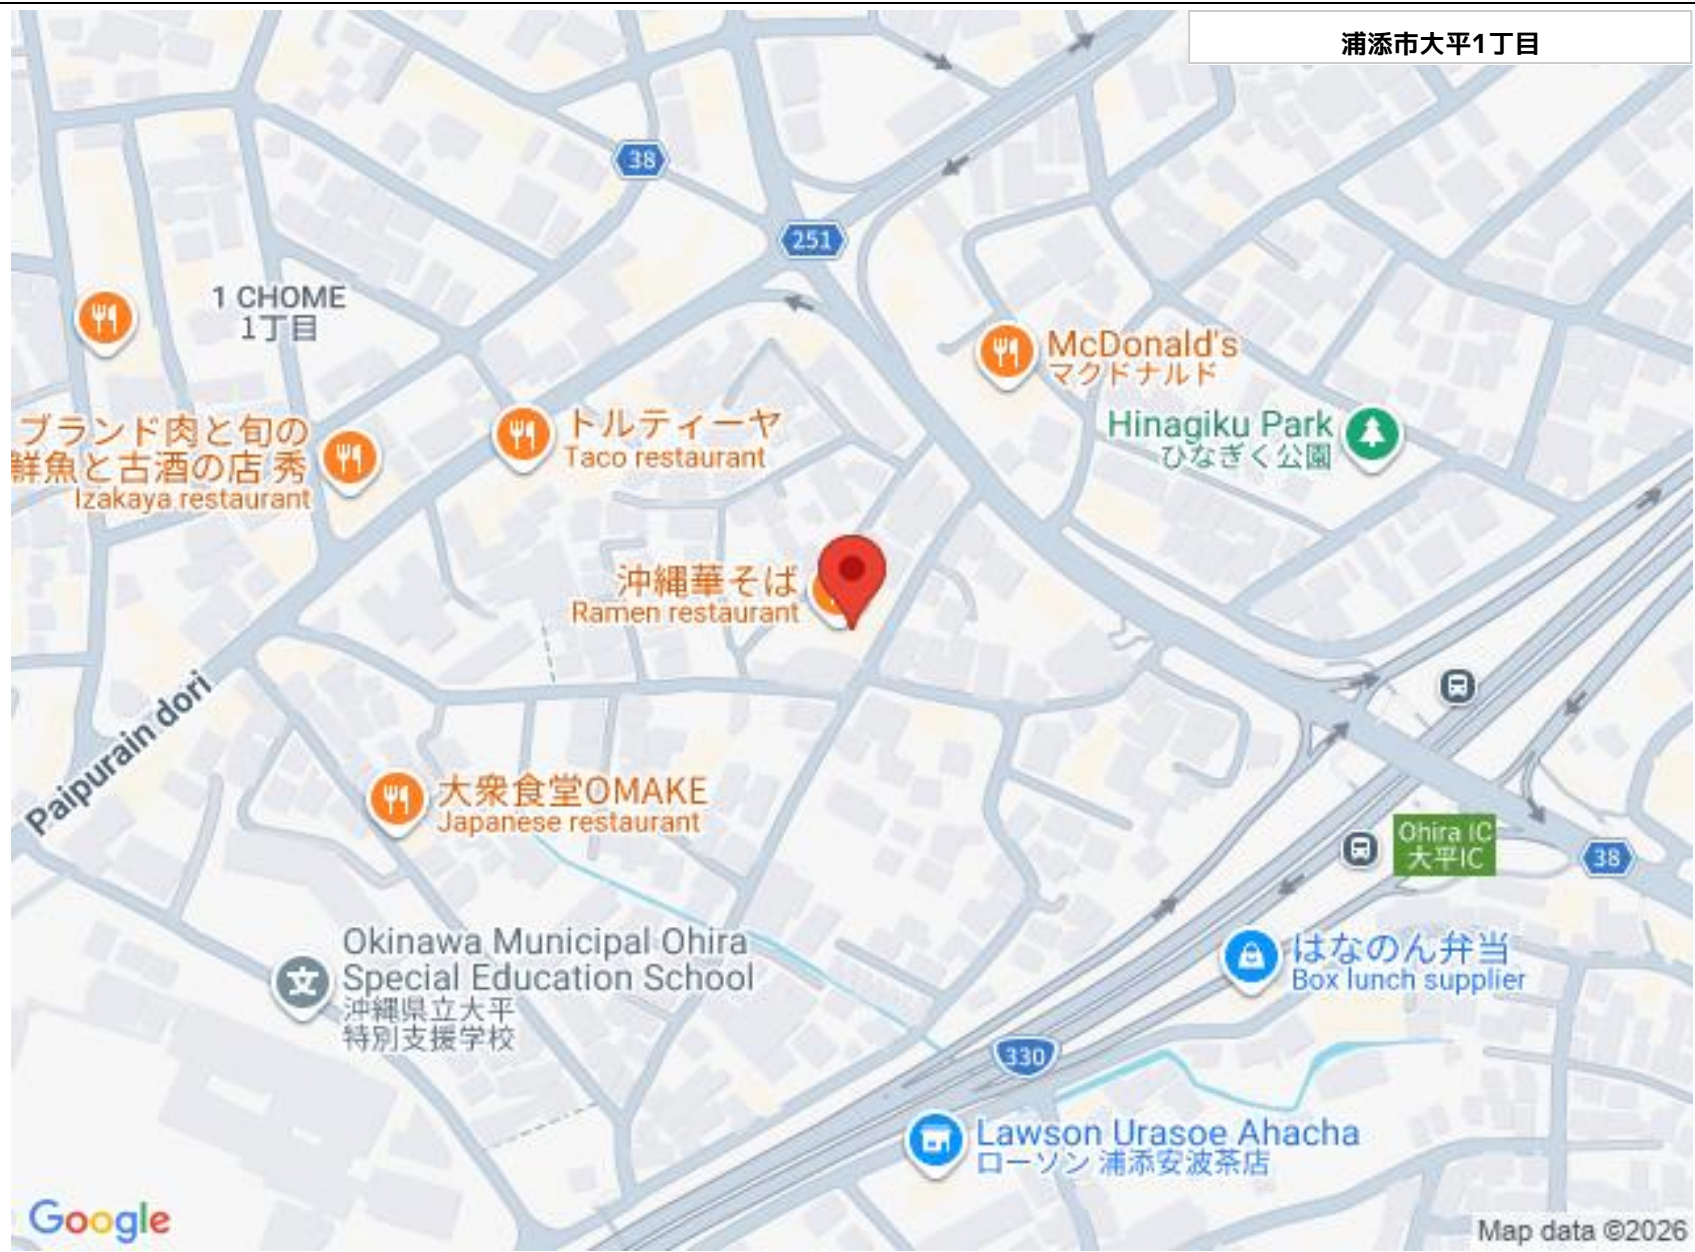 浦添市大平1丁目
38
251
1 CHOME
1丁目
McDonald's
マクドナルド
Hinagiku Park
ひなぎく公園
トルティーヤ
Taco restaurant
ブランド肉と旬の
鮮魚と古酒の店 秀
Izakaya restaurant
沖縄華そば
Ramen restaurant
Paipurain dori
大衆食堂OMAKE
Japanese restaurant
Ohira IC
大平IC
38
Okinawa Municipal Ohira
Special Education School
沖縄県立大平
特別支援学校
はなのん弁当
Box lunch supplier
330
Lawson Urasoe Ahacha
ローソン 浦添安波茶店
Google
Map data ©2026